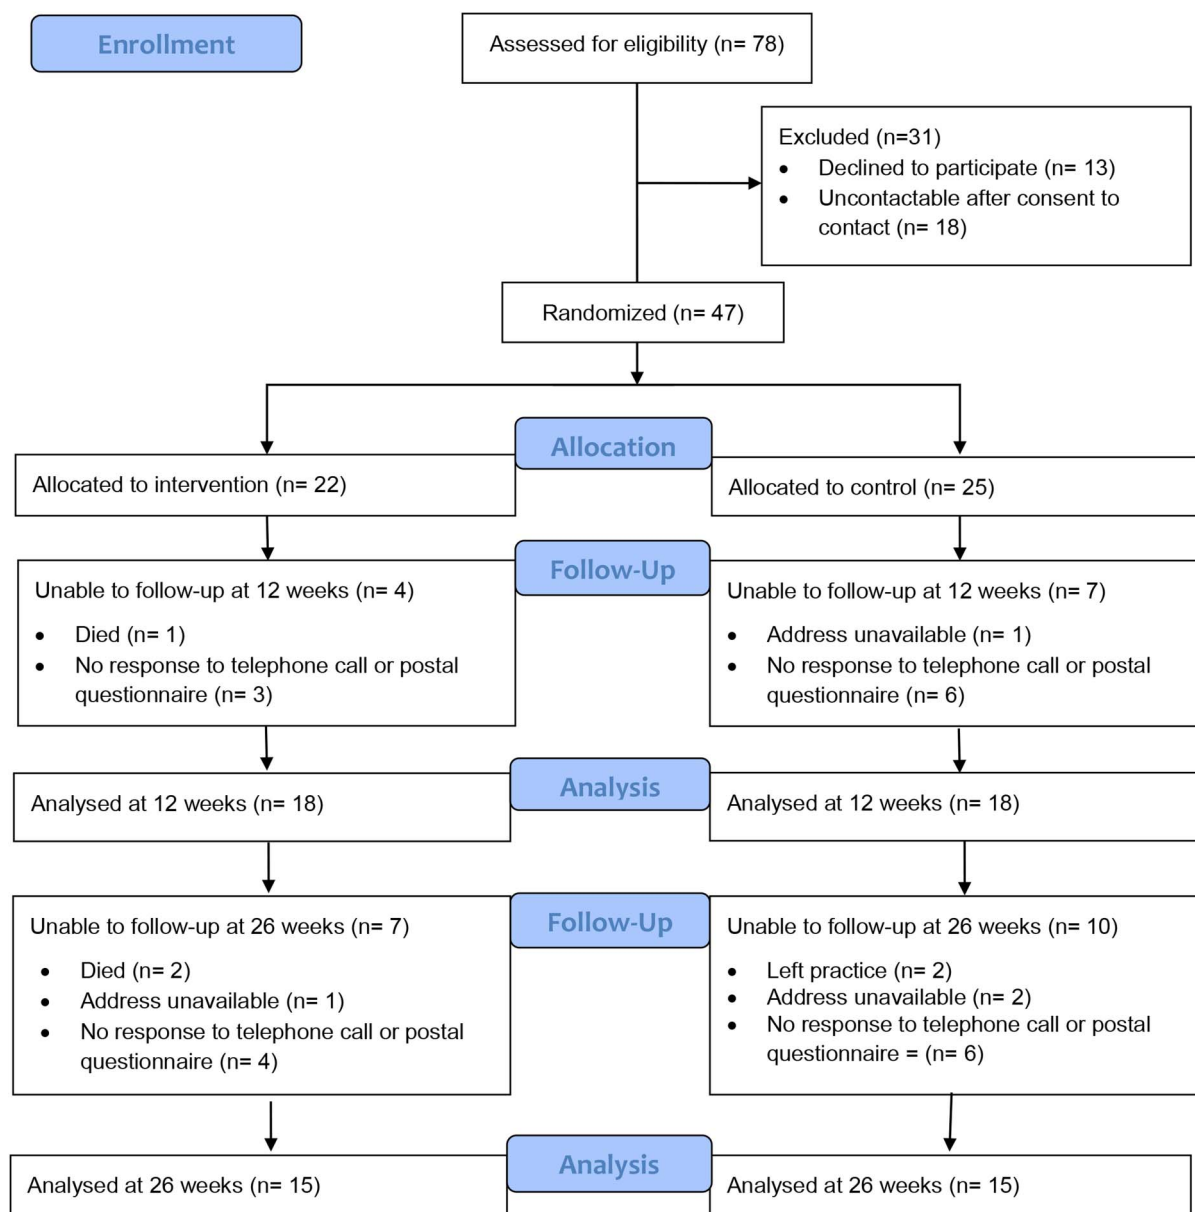 Enrollment
Assessed for eligibility (n= 78)
Excluded (n=31)
• Declined to participate (n= 13)
• Uncontactable after consent to
contact (n= 18)
Randomized (n= 47)
Allocation
Allocated to intervention (n= 22)
Allocated to control (n= 25)
Follow-Up
Unable to follow-up at 12 weeks (n= 4)
• Died (n= 1)
• No response to telephone call or postal
questionnaire (n= 3)
Unable to follow-up at 12 weeks (n= 7)
• Address unavailable (n= 1)
• No response to telephone call or postal
questionnaire (n= 6)
Analysis
Analysed at 12 weeks (n= 18)
Analysed at 12 weeks (n= 18)
Follow-Up
Unable to follow-up at 26 weeks (n= 7)
• Died (n= 2)
• Address unavailable (n= 1)
• No response to telephone call or postal
questionnaire (n= 4)
Unable to follow-up at 26 weeks (n= 10)
• Left practice (n= 2)
• Address unavailable (n= 2)
• No response to telephone call or postal
questionnaire = (n= 6)
Analysis
Analysed at 26 weeks (n= 15)
Analysed at 26 weeks (n= 15)